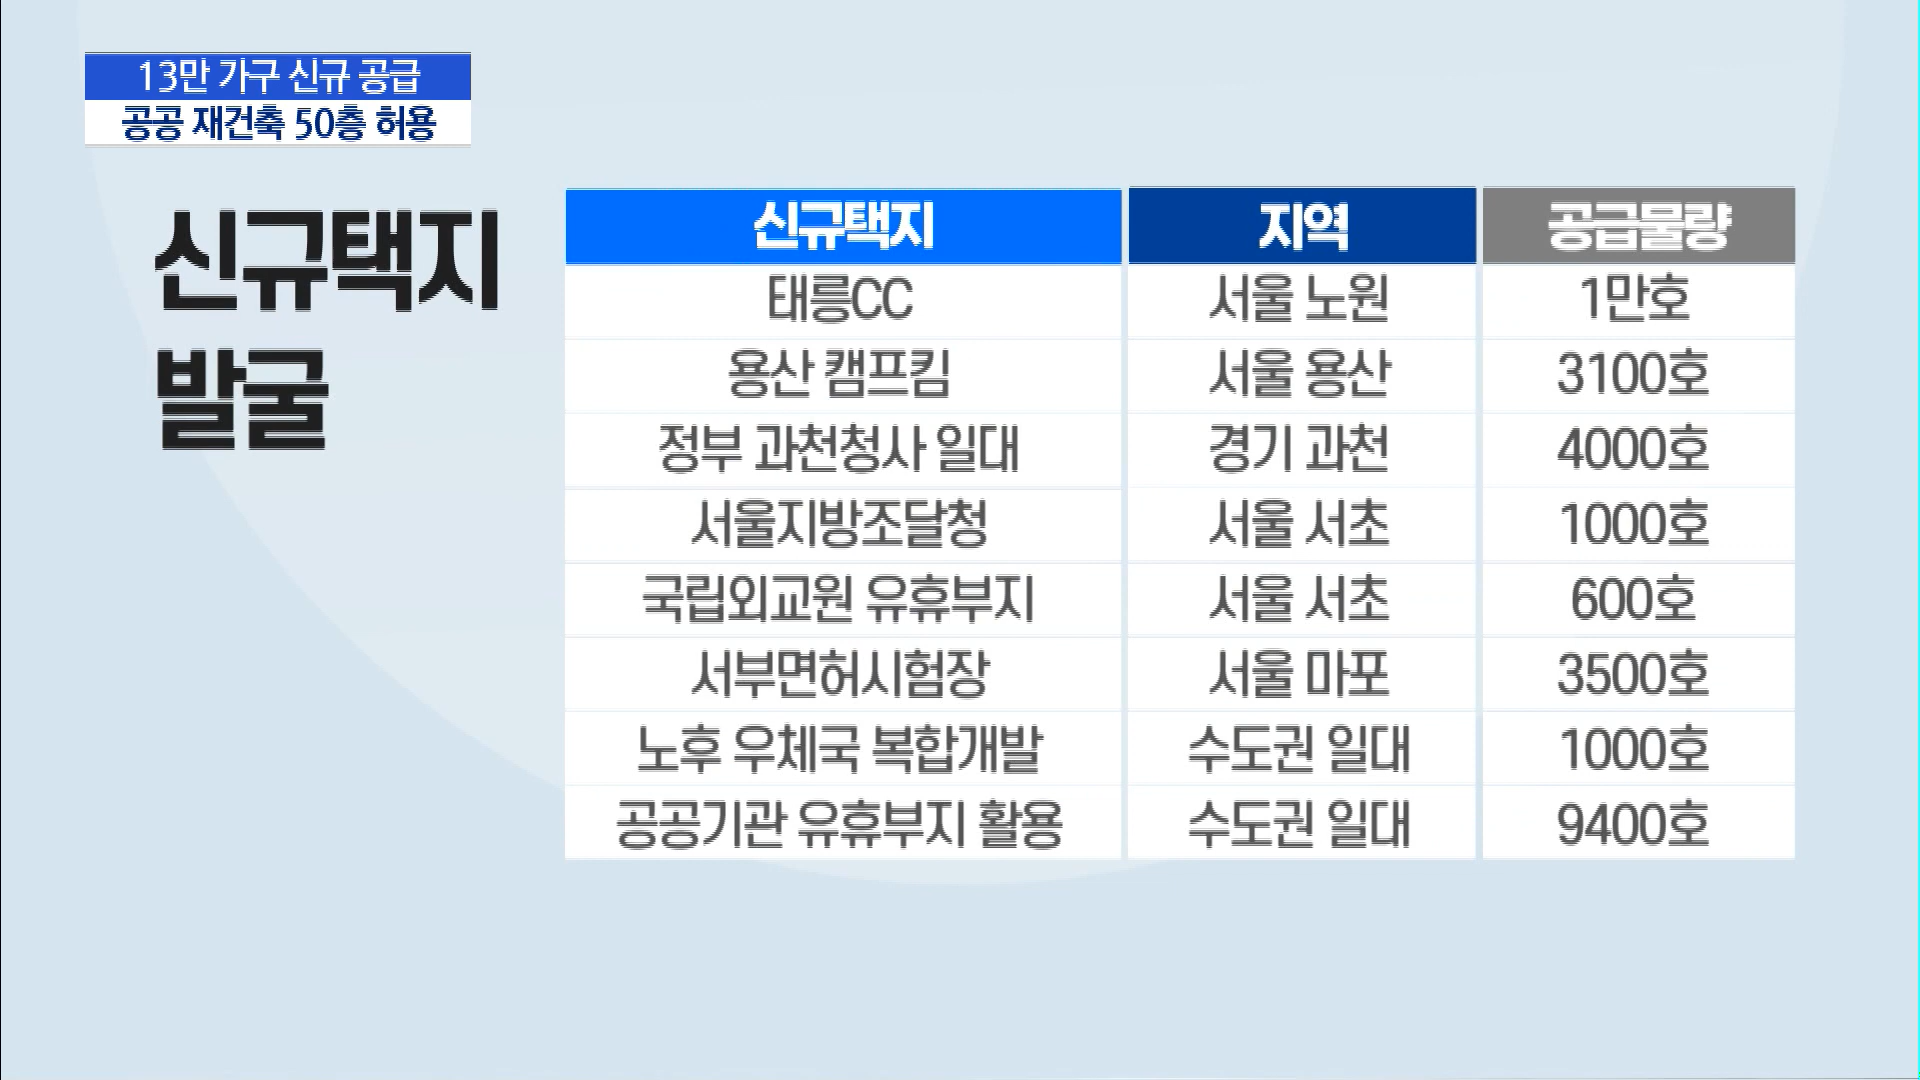 13만 가구 신규 공급
공공 재건축 50층 허용
신규택지
발굴
신규택지 지역 공급물량
태릉CC 서울 노원 1만호
용산 캠프킴 서울 용산 3100호
정부 과천청사 일대 경기 과천 4000호
서울지방조달청 서울 서초 1000호
국립외교원 유휴부지 서울 서초 600호
서부면허시험장 서울 마포 3500호
노후 우체국 복합개발 수도권 일대 1000호
공공기관 유휴부지 활용 수도권 일대 9400호